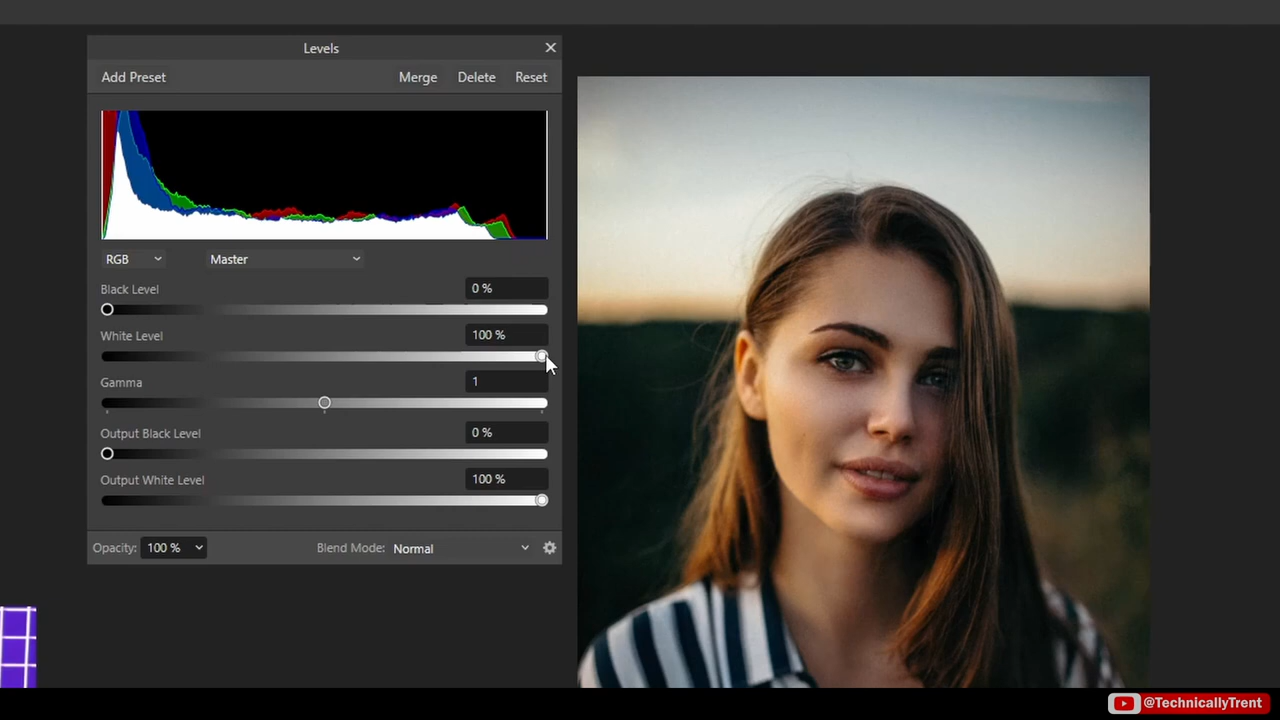 Levels
Add Preset Merge Delete Reset
RGB Master
Black Level 0 %
White Level 100 %
Gamma 1
Output Black Level 0 %
Output White Level 100 %
Opacity: 100 % Blend Mode: Normal
@TechnicallyTrent